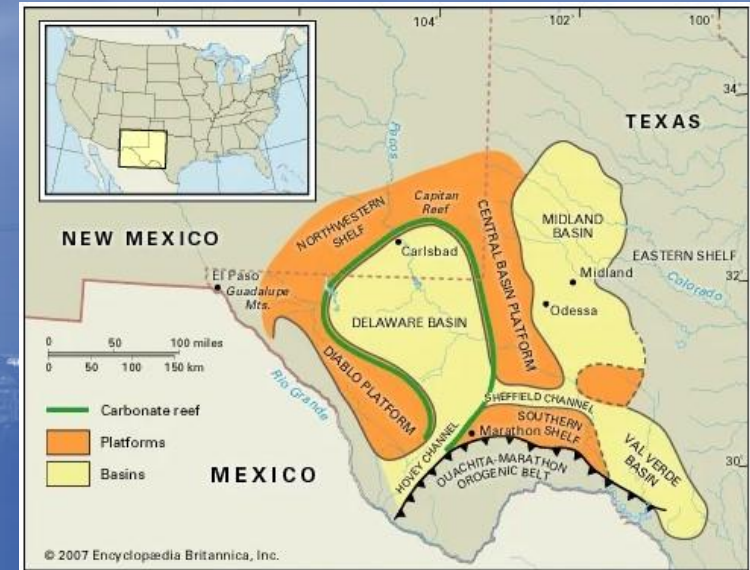 104°
102°
100°
34°
TEXAS
Pecos
Capitan
Reef
NORTHWESTERN
SHELF
CENTRAL BASIN PLATFORM
MIDLAND
BASIN
NEW MEXICO
Carlsbad
EASTERN SHELF
32°
El Paso
Guadalupe
Mts.
Midland
Colorado
Odessa
DELAWARE BASIN
0 50 100 miles
0 50 100 150 km
DIABLO PLATFORM
Rio Grande
SHEFFIELD CHANNEL
Carbonate reef
SOUTHERN
Marathon SHELF
HOVEY CHANNEL
Platforms
VAL VERDE
BASIN
30°
MEXICO
OUACHITA-MARATHON
OROGENIC BELT
Basins
© 2007 Encyclopædia Britannica, Inc.